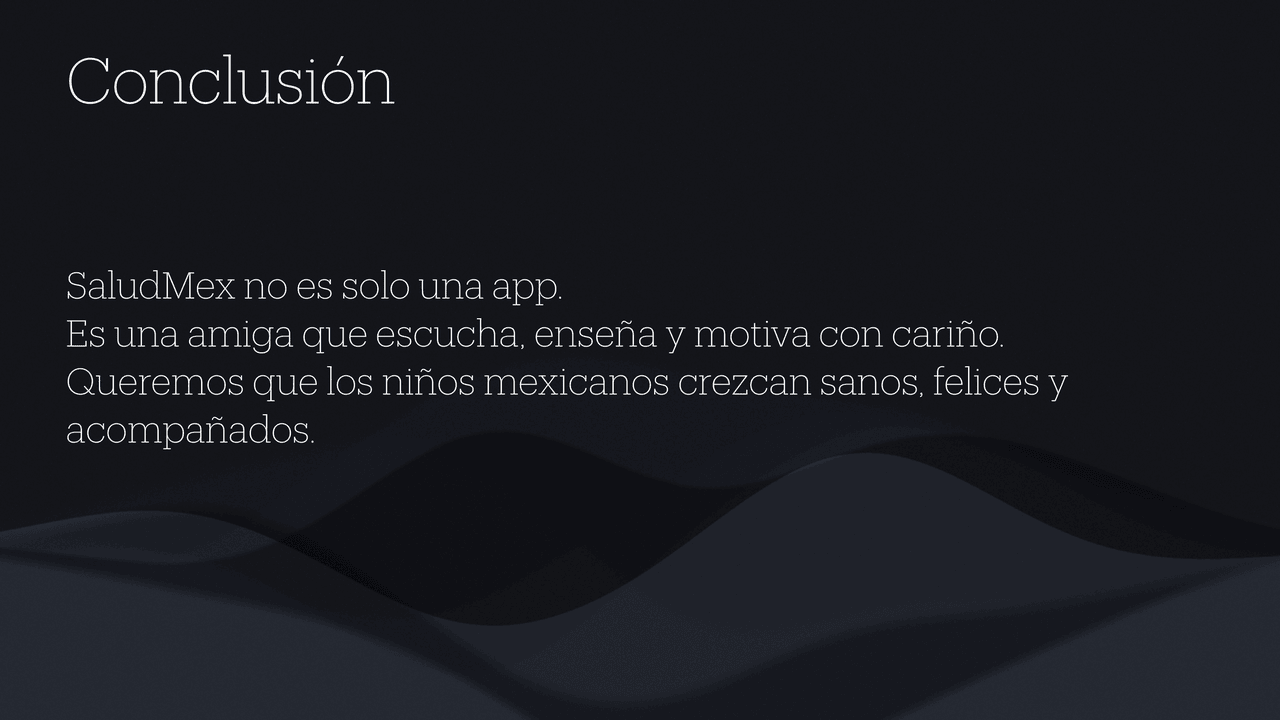 Conclusión
SaludMex no es solo una app.
Es una amiga que escucha, enseña y motiva con cariño.
Queremos que los niños mexicanos crezcan sanos, felices y
acompañados.